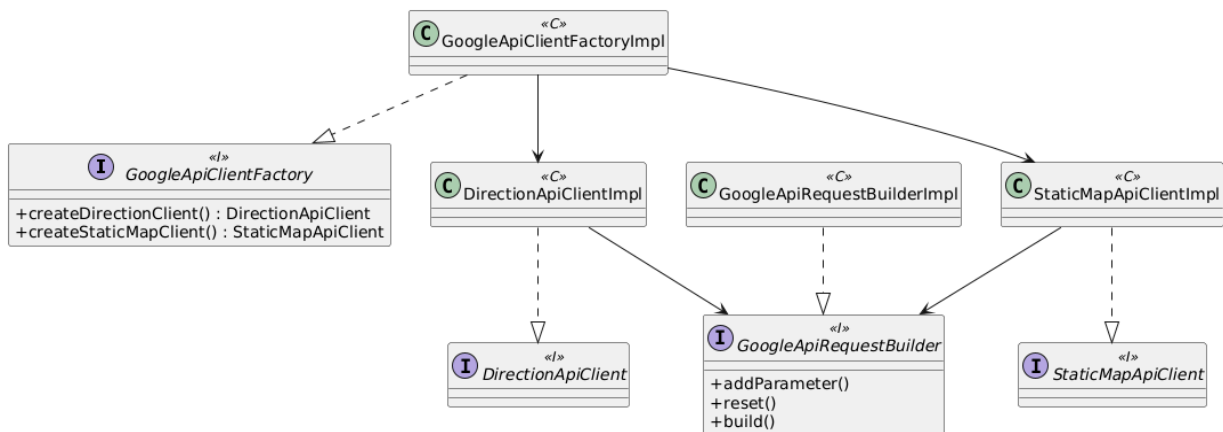 «C»
C GoogleApiClientFactoryImpl
«I»
I GoogleApiClientFactory
+createDirectionClient() : DirectionApiClient
+createStaticMapClient() : StaticMapApiClient
«C»
C DirectionApiClientImpl
«C»
C GoogleApiRequestBuilderImpl
«C»
C StaticMapApiClientImpl
«I»
I DirectionApiClient
«I»
I GoogleApiRequestBuilder
+addParameter()
+reset()
+build()
«I»
I StaticMapApiClient